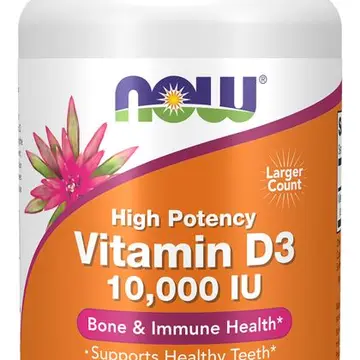 now®
Larger
Count
High Potency
Vitamin D3
10,000 IU
Bone & Immune Health*
• Supports Healthy Teeth*